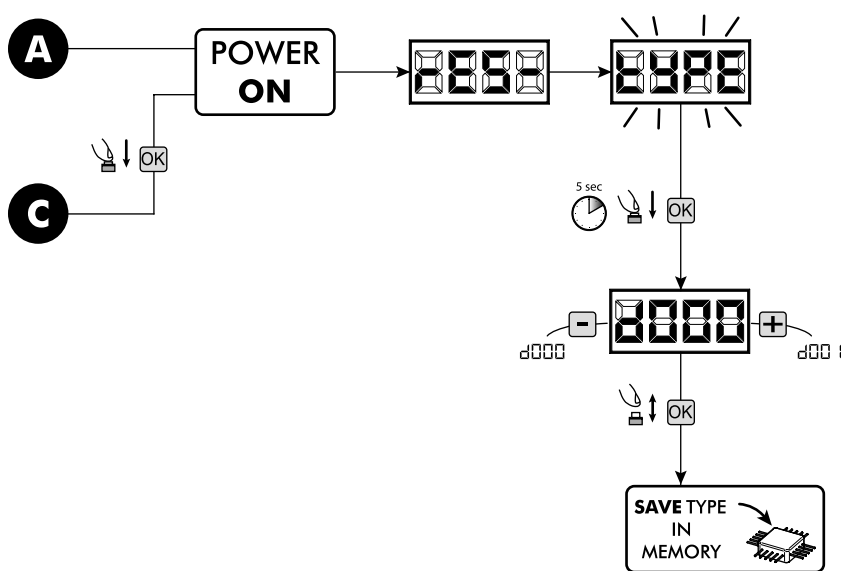 A
POWER
ON
rES-
tYPE
OK
C
5 sec
OK
d000
-
+
d000
d001
OK
SAVE TYPE
IN
MEMORY